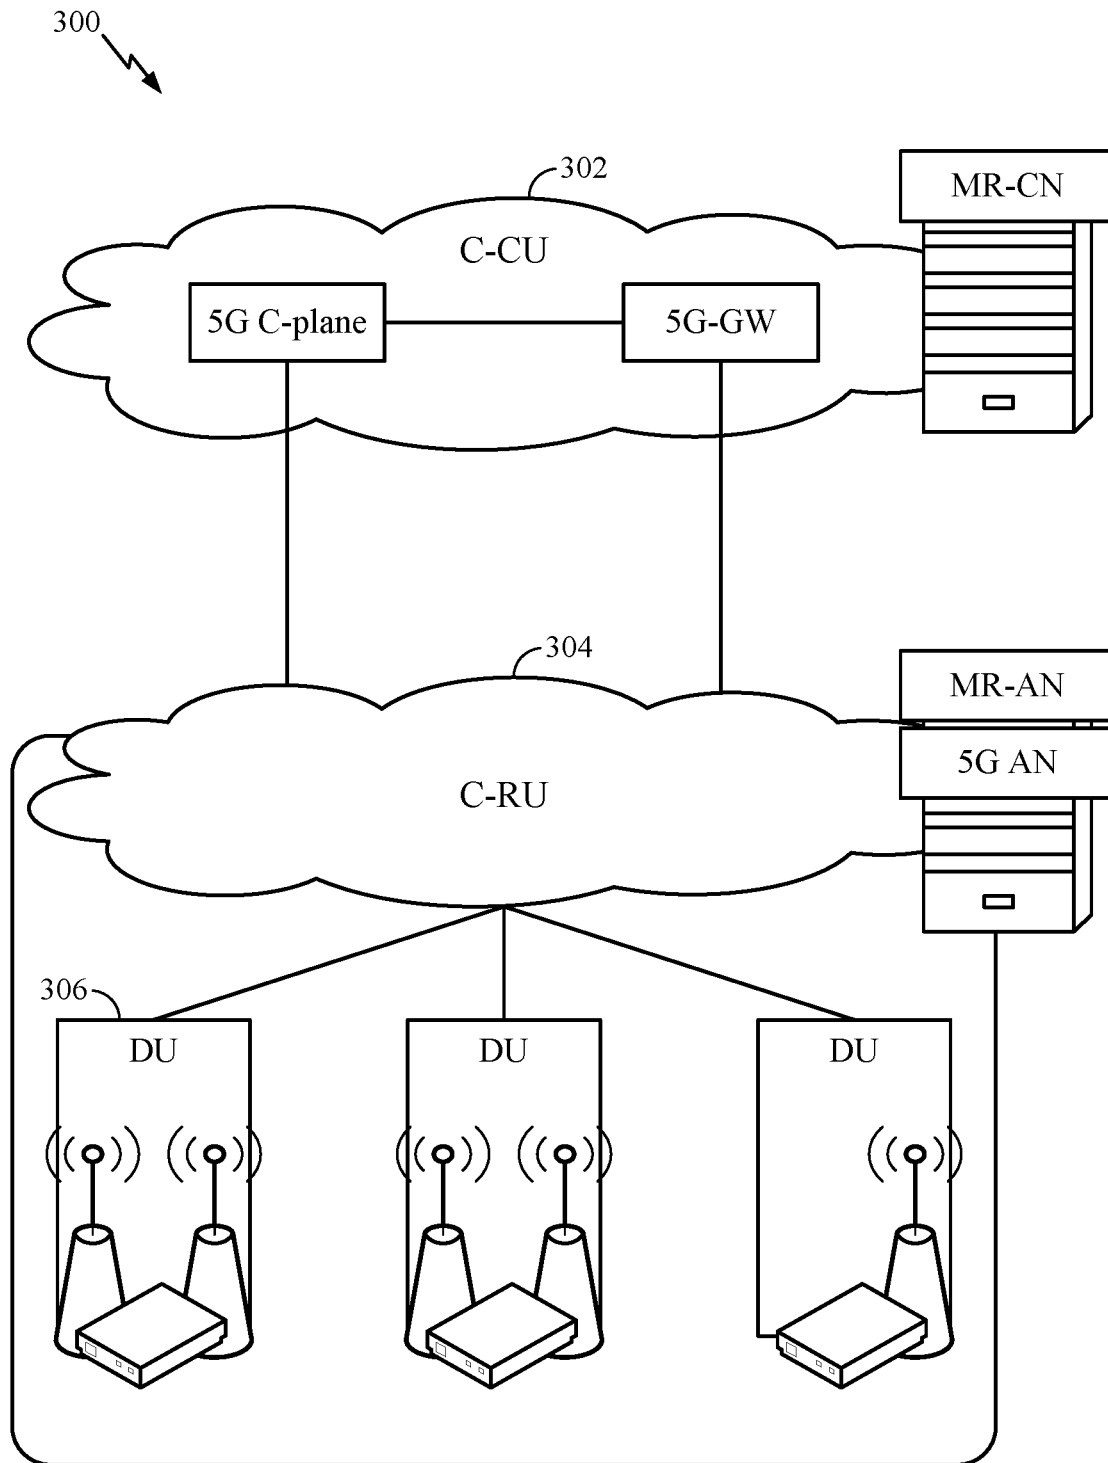 300
302
MR-CN
C-CU
5G C-plane
5G-GW
304
MR-AN
5G AN
C-RU
306
DU
DU
DU